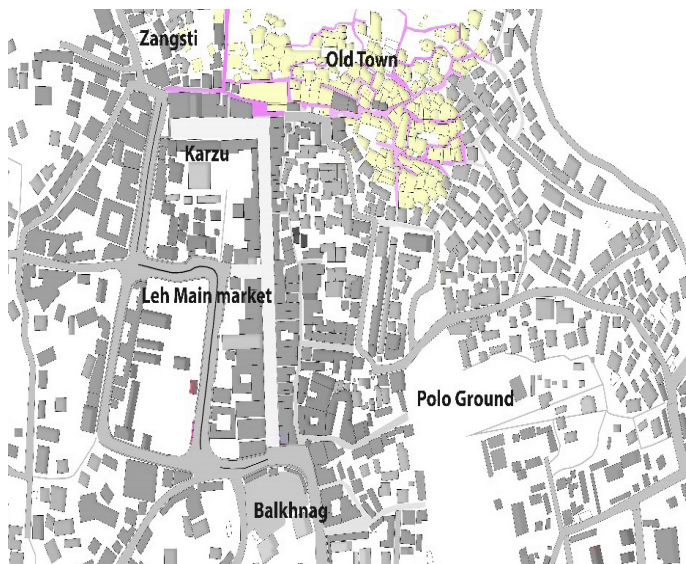 Zangsti
Old Town
Karzu
Leh Main market
Polo Ground
Balkhnag